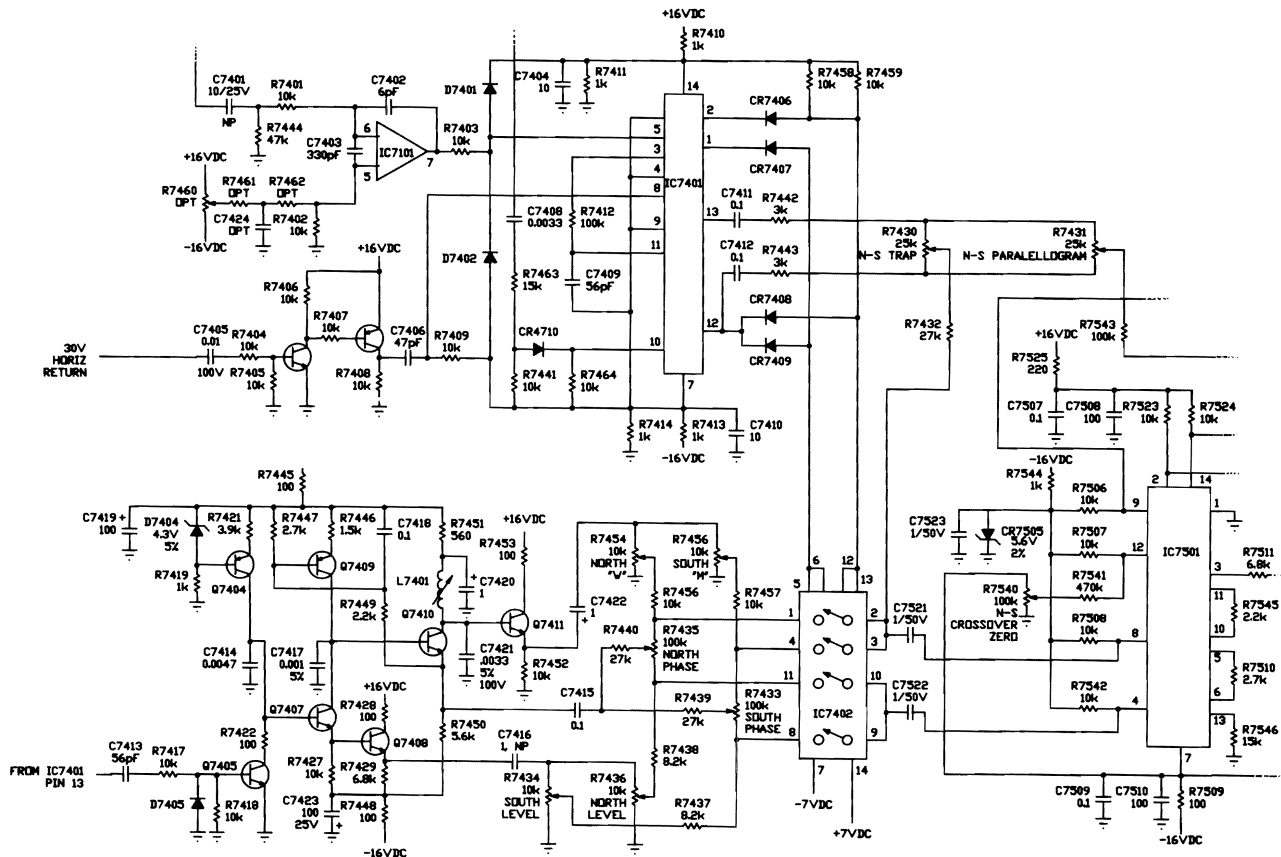 +16VDC
R7410
1k
C7401
10/25V
NP
R7401
10k
C7402
6pF
D7401
C7404
10
R7411
1k
14
R7458
10k
R7459
10k
R7444
47k
C7403
330pF
6
5
IC7101
7
R7403
10k
5
3
4
8
9
11
10
2
1
13
12
7
IC7401
CR7406
CR7407
+16VDC
R7460
OPT
-16VDC
R7461
OPT
R7462
OPT
C7424
OPT
R7402
10k
+16VDC
C7408
0.0033
R7412
100k
C7411
0.1
R7442
3k
C7412
0.1
R7443
3k
R7430
25k
N-S TRAP
R7431
25k
N-S PARALELLOGRAM
D7402
R7463
15k
C7409
56pF
CR7408
CR7409
R7406
10k
R7407
10k
C7405
0.01
100V
R7404
10k
R7405
10k
30V
HORIZ
RETURN
C7406
47pF
R7409
10k
R7408
10k
CR4710
R7441
10k
R7464
10k
R7432
27k
R7543
100k
+16VDC
R7525
220
R7414
1k
R7413
1k
-16VDC
C7410
10
C7507
0.1
C7508
100
R7523
10k
R7524
10k
-16VDC
R7544
1k
R7445
100
C7419
100
+
D7404
4.3V
5%
R7421
3.9k
R7447
2.7k
R7446
1.5k
C7418
0.1
R7451
560
+16VDC
R7453
100
R7419
1k
Q7404
Q7409
L7401
C7420
1
+
Q7410
R7449
2.2k
Q7411
C7422
1
+
R7454
10k
NORTH
"W"
R7456
10k
SOUTH
"M"
R7456
10k
R7457
10k
C7414
0.0047
C7417
0.001
5%
C7421
.0033
5%
100V
R7452
10k
R7440
27k
R7435
100k
NORTH
PHASE
+16VDC
R7428
100
Q7407
R7422
100
Q7408
R7450
5.6k
C7415
0.1
R7439
27k
R7433
100k
SOUTH
PHASE
FROM IC7401
PIN 13
C7413
56pF
R7417
10k
Q7405
D7405
R7418
10k
R7427
10k
R7429
6.8k
C7423
100
25V
+
R7448
100
-16VDC
C7416
1, NP
R7434
10k
SOUTH
LEVEL
R7436
10k
NORTH
LEVEL
R7438
8.2k
R7437
8.2k
5
6
12
13
1
2
4
3
11
10
8
9
7
14
IC7402
-7VDC
+7VDC
C7521
1/50V
C7522
1/50V
C7523
1/50V
CR7505
5.6V
2%
R7506
10k
R7507
10k
R7541
470k
R7540
100k
N-S
CROSSOVER
ZERO
R7508
10k
R7542
10k
2
14
9
12
8
4
1
3
11
10
5
6
13
7
IC7501
R7511
6.8k
R7545
2.2k
R7510
2.7k
R7546
15k
C7509
0.1
C7510
100
R7509
100
-16VDC